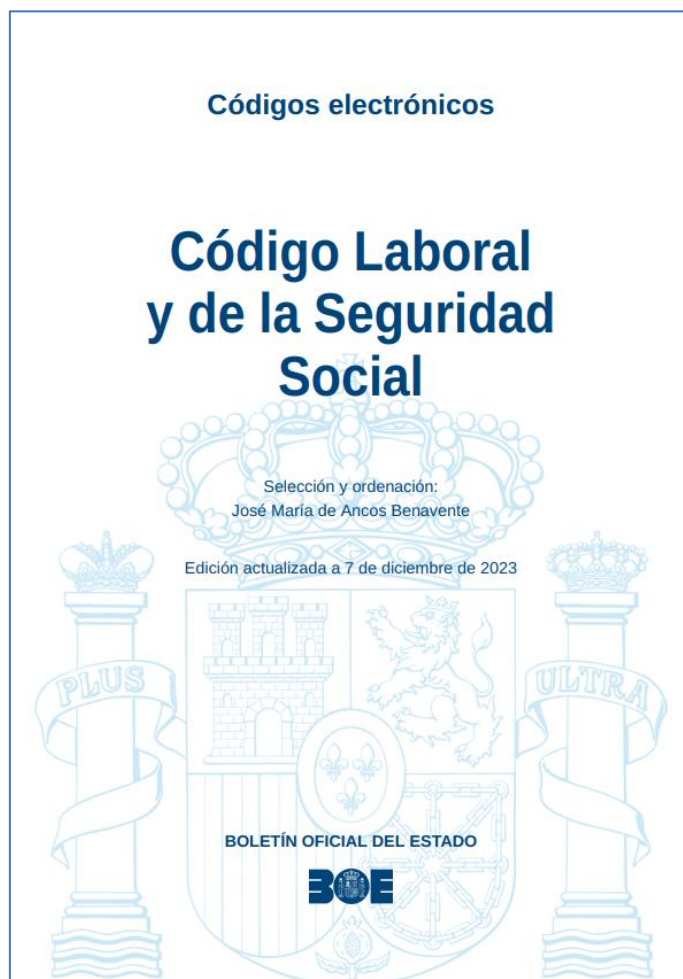 Códigos electrónicos
Código Laboral
y de la Seguridad
Social
Selección y ordenación:
José María de Ancos Benavente
Edición actualizada a 7 de diciembre de 2023
PLUS
ULTRA
BOLETÍN OFICIAL DEL ESTADO
BOE